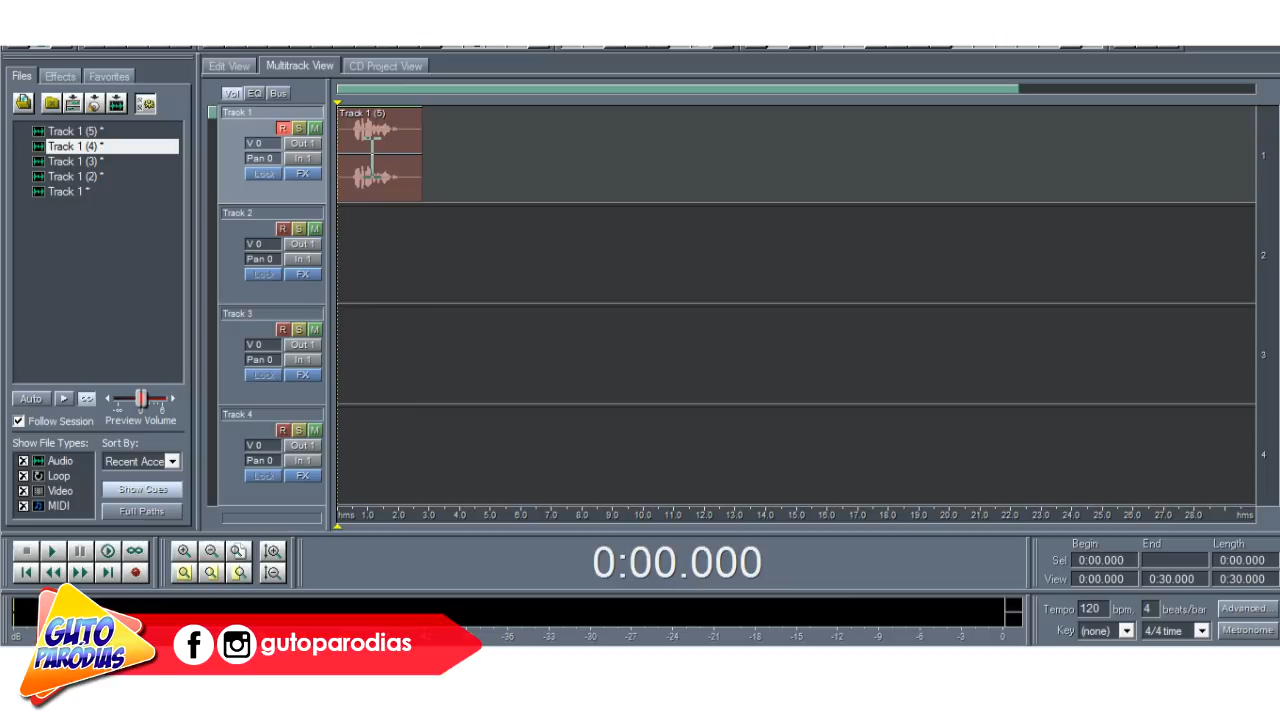 Edit View Multitrack View CD Project View
Files Effects Favorites
Vol EQ Bus
Track 1 (5) *
Track 1 (4) *
Track 1 (3) *
Track 1 (2) *
Track 1 *
Auto
Follow Session Preview Volume
Show File Types: Sort By:
Audio Recent Acce
Loop
Video Show Cues
MIDI Full Paths
Track 1
R S M
V 0 Out 1
Pan 0 In 1
Lock FX
Track 1 (5)
1
Track 2
R S M
V 0 Out 1
Pan 0 In 1
Lock FX
2
Track 3
R S M
V 0 Out 1
Pan 0 In 1
Lock FX
3
Track 4
R S M
V 0 Out 1
Pan 0 In 1
Lock FX
4
hms 1.0 2.0 3.0 4.0 5.0 6.0 7.0 8.0 9.0 10.0 11.0 12.0 13.0 14.0 15.0 16.0 17.0 18.0 19.0 20.0 21.0 22.0 23.0 24.0 25.0 26.0 27.0 28.0 hms
0:00.000
Begin End Length
Sel 0:00.000 0:00.000
View 0:00.000 0:30.000 0:30.000
dB -42 -36 -33 -30 -27 -24 -21 -18 -15 -12 -9 -6 -3 0
Tempo 120 bpm, 4 beats/bar Advanced...
Key (none) 4/4 time Metronome
GUTO
PARODIAS
gutoparodias